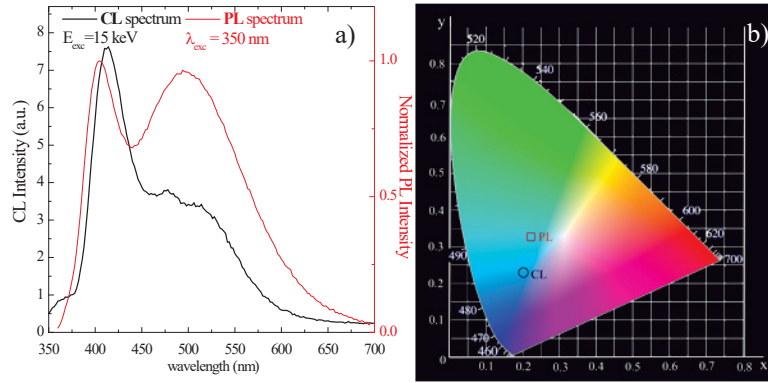 CL spectrum PL spectrum
E_exc=15 keV λ_exc= 350 nm a)
CL Intensity (a.u.)
8
7
6
5
4
3
2
1
0
350 400 450 500 550 600 650 700
wavelength (nm)
1.0
0.5
0.0
Normalized PL Intensity
b)
y
0.8
0.7
0.6
0.5
0.4
0.3
0.2
0.1
0
520
540
560
580
600
620
700
490
480
470
460
PL
CL
0.1 0.2 0.3 0.4 0.5 0.6 0.7 0.8
x